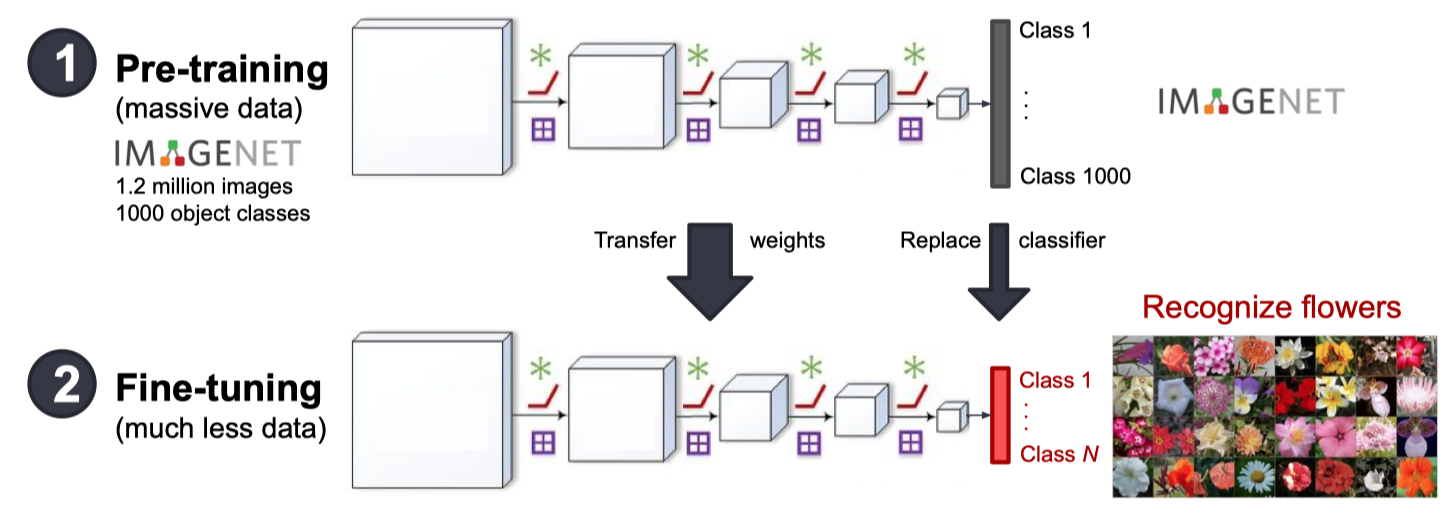 1
Pre-training
(massive data)
IMAGENET
1.2 million images
1000 object classes
Class 1
Class 1000
IMAGENET
Transfer weights
Replace classifier
Recognize flowers
2
Fine-tuning
(much less data)
Class 1
Class N